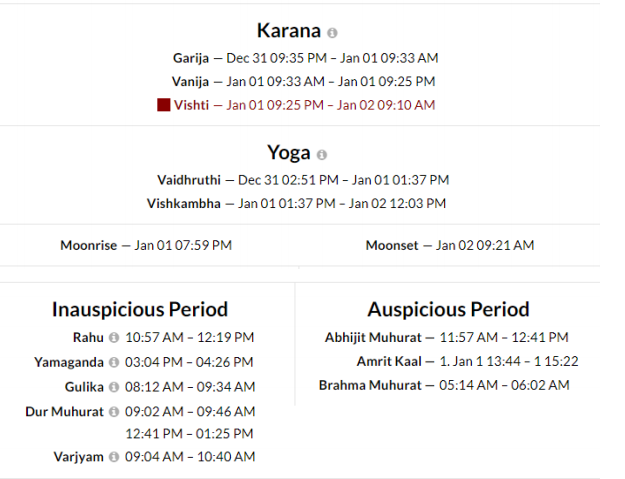 Karana
Garija — Dec 31 09:35 PM – Jan 01 09:33 AM
Vanija — Jan 01 09:33 AM – Jan 01 09:25 PM
Vishti — Jan 01 09:25 PM – Jan 02 09:10 AM
Yoga
Vaidhruthi — Dec 31 02:51 PM – Jan 01 01:37 PM
Vishkambha — Jan 01 01:37 PM – Jan 02 12:03 PM
Moonrise — Jan 01 07:59 PM
Moonset — Jan 02 09:21 AM
Inauspicious Period
Rahu 10:57 AM – 12:19 PM
Yamaganda 03:04 PM – 04:26 PM
Gulika 08:12 AM – 09:34 AM
Dur Muhurat 09:02 AM – 09:46 AM
12:41 PM – 01:25 PM
Varjyam 09:04 AM – 10:40 AM
Auspicious Period
Abhijit Muhurat — 11:57 AM – 12:41 PM
Amrit Kaal — 1. Jan 1 13:44 – 1 15:22
Brahma Muhurat — 05:14 AM – 06:02 AM